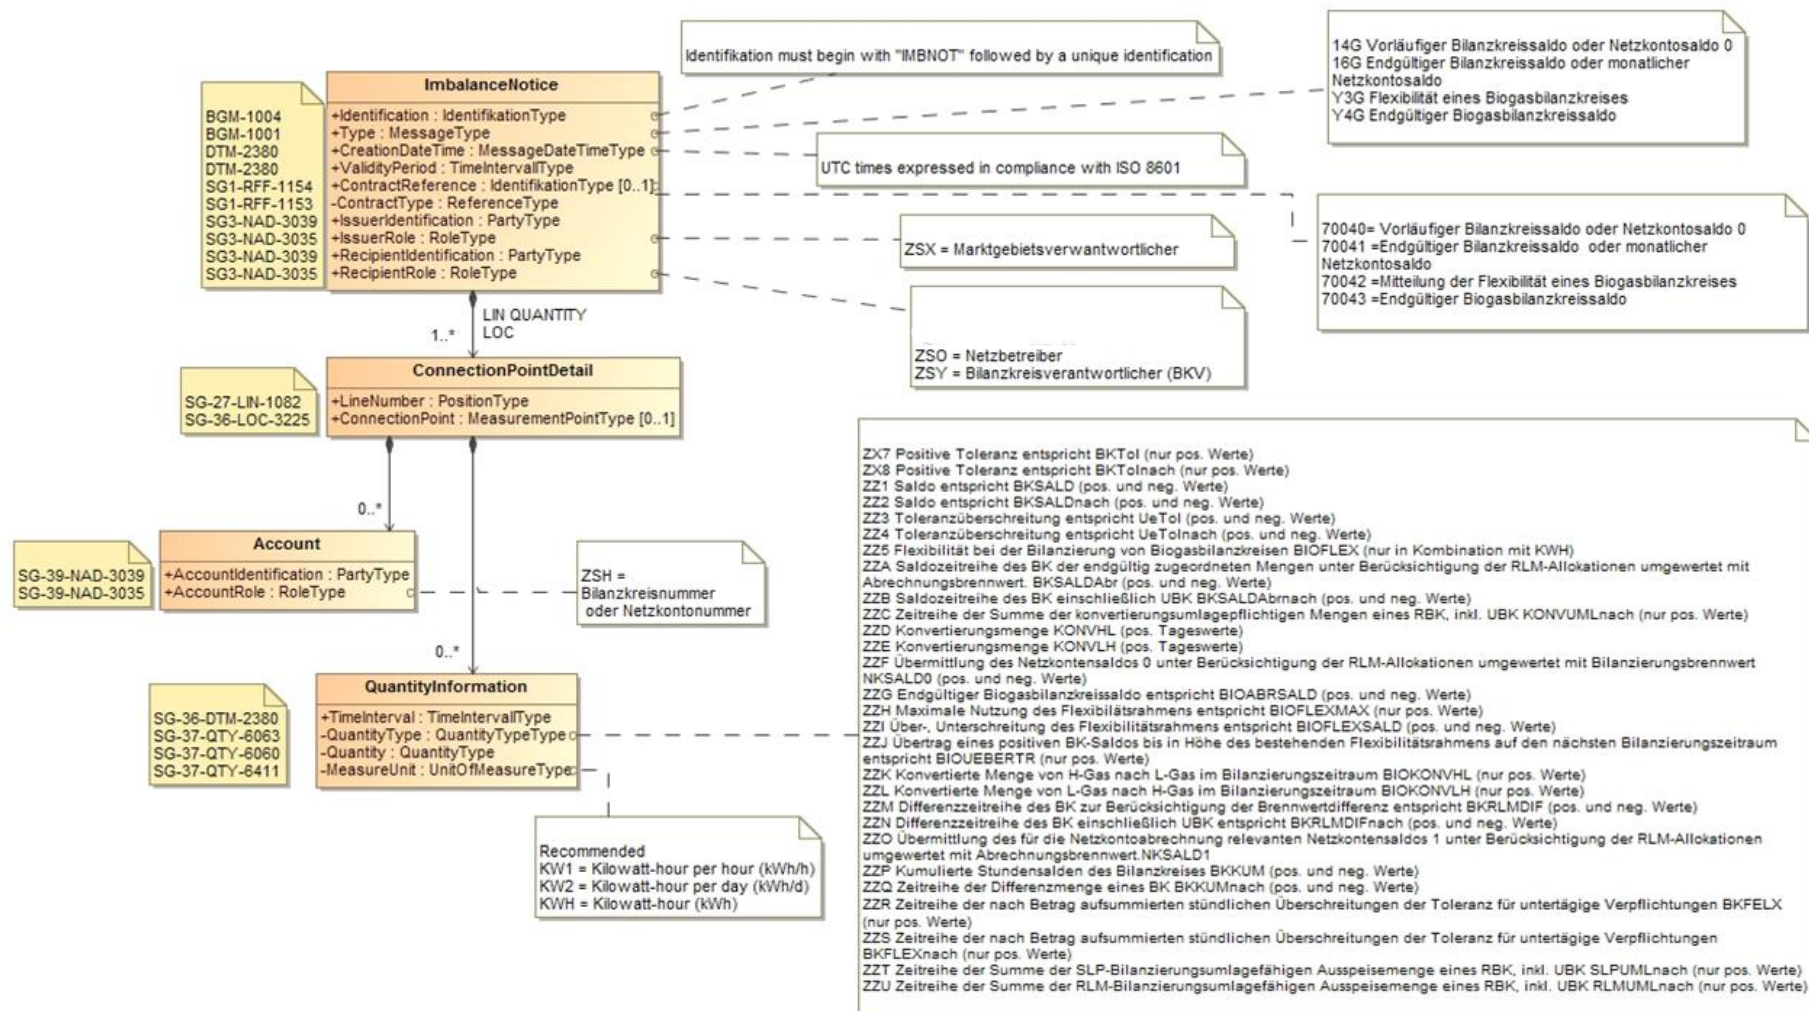 Identifikation must begin with "IMBNOT" followed by a unique identification
14G Vorläufiger Bilanzkreissaldo oder Netzkontosaldo 0
16G Endgültiger Bilanzkreissaldo oder monatlicher
Netzkontosaldo
Y3G Flexibilität eines Biogasbilanzkreises
Y4G Endgültiger Biogasbilanzkreissaldo
BGM-1004
BGM-1001
DTM-2380
DTM-2380
SG1-RFF-1154
SG1-RFF-1153
SG3-NAD-3039
SG3-NAD-3035
SG3-NAD-3039
SG3-NAD-3035
ImbalanceNotice
+Identification : IdentifikationType
+Type : MessageType
+CreationDateTime : MessageDateTimeType
+ValidityPeriod : TimeIntervallType
+ContractReference : IdentifikationType [0..1]
-ContractType : ReferenceType
+IssuerIdentification : PartyType
+IssuerRole : RoleType
+RecipientIdentification : PartyType
+RecipientRole : RoleType
UTC times expressed in compliance with ISO 8601
ZSX = Marktgebietsverwantwortlicher
70040= Vorläufiger Bilanzkreissaldo oder Netzkontosaldo 0
70041 =Endgültiger Bilanzkreissaldo oder monatlicher
Netzkontosaldo
70042 =Mitteilung der Flexibilität eines Biogasbilanzkreises
70043 =Endgültiger Biogasbilanzkreissaldo
ZSO = Netzbetreiber
ZSY = Bilanzkreisverantwortlicher (BKV)
LIN QUANTITY
LOC
1..*
SG-27-LIN-1082
SG-36-LOC-3225
ConnectionPointDetail
+LineNumber : PositionType
+ConnectionPoint : MeasurementPointType [0..1]
0..*
SG-39-NAD-3039
SG-39-NAD-3035
Account
+AccountIdentification : PartyType
+AccountRole : RoleType
ZSH =
Bilanzkreisnummer
oder Netzkontonummer
0..*
SG-36-DTM-2380
SG-37-QTY-6063
SG-37-QTY-6060
SG-37-QTY-6411
QuantityInformation
+TimeInterval : TimeIntervallType
-QuantityType : QuantityTypeType
-Quantity : QuantityType
-MeasureUnit : UnitOfMeasureType
Recommended
KW1 = Kilowatt-hour per hour (kWh/h)
KW2 = Kilowatt-hour per day (kWh/d)
KWH = Kilowatt-hour (kWh)
ZX7 Positive Toleranz entspricht BKTol (nur pos. Werte)
ZX8 Positive Toleranz entspricht BKTolnach (nur pos. Werte)
ZZ1 Saldo entspricht BKSALD (pos. und neg. Werte)
ZZ2 Saldo entspricht BKSALDnach (pos. und neg. Werte)
ZZ3 Toleranzüberschreitung entspricht UeTol (pos. und neg. Werte)
ZZ4 Toleranzüberschreitung entspricht UeTolnach (pos. und neg. Werte)
ZZ5 Flexibilität bei der Bilanzierung von Biogasbilanzkreisen BIOFLEX (nur in Kombination mit KWH)
ZZA Saldozeitreihe des BK der endgültig zugeordneten Mengen unter Berücksichtigung der RLM-Allokationen umgewertet mit
Abrechnungsbrennwert. BKSALDAbr (pos. und neg. Werte)
ZZB Saldozeitreihe des BK einschließlich UBK BKSALDAbrnach (pos. und neg. Werte)
ZZC Zeitreihe der Summe der konvertierungsumlagepflichtigen Mengen eines RBK, inkl. UBK KONVUMLnach (nur pos. Werte)
ZZD Konvertierungsmenge KONVHL (pos. Tageswerte)
ZZE Konvertierungsmenge KONVLH (pos. Tageswerte)
ZZF Übermittlung des Netzkontensaldos 0 unter Berücksichtigung der RLM-Allokationen umgewertet mit Bilanzierungsbrennwert
NKSALD0 (pos. und neg. Werte)
ZZG Endgültiger Biogasbilanzkreissaldo entspricht BIOABRSALD (pos. und neg. Werte)
ZZH Maximale Nutzung des Flexibilätsrahmens entspricht BIOFLEXMAX (nur pos. Werte)
ZZI Über-, Unterschreitung des Flexibilitätsrahmens entspricht BIOFLEXSALD (pos. und neg. Werte)
ZZJ Übertrag eines positiven BK-Saldos bis in Höhe des bestehenden Flexibilitätsrahmens auf den nächsten Bilanzierungszeitraum
entspricht BIOUEBERTR (nur pos. Werte)
ZZK Konvertierte Menge von H-Gas nach L-Gas im Bilanzierungszeitraum BIOKONVHL (nur pos. Werte)
ZZL Konvertierte Menge von L-Gas nach H-Gas im Bilanzierungszeitraum BIOKONVLH (nur pos. Werte)
ZZM Differenzzeitreihe des BK zur Berücksichtigung der Brennwertdifferenz entspricht BKRLMDIF (pos. und neg. Werte)
ZZN Differenzzeitreihe des BK einschließlich UBK entspricht BKRLMDIFnach (pos. und neg. Werte)
ZZO Übermittlung des für die Netzkontoabrechnung relevanten Netzkontensaldos 1 unter Berücksichtigung der RLM-Allokationen
umgewertet mit Abrechnungsbrennwert.NKSALD1
ZZP Kumulierte Stundensalden des Bilanzkreises BKKUM (pos. und neg. Werte)
ZZQ Zeitreihe der Differenzmenge eines BK BKKUMnach (pos. und neg. Werte)
ZZR Zeitreihe der nach Betrag aufsummierten stündlichen Überschreitungen der Toleranz für untertägige Verpflichtungen BKFELX
(nur pos. Werte)
ZZS Zeitreihe der nach Betrag aufsummierten stündlichen Überschreitungen der Toleranz für untertägige Verpflichtungen
BKFLEXnach (nur pos. Werte)
ZZT Zeitreihe der Summe der SLP-Bilanzierungsumlagefähigen Ausspeisemenge eines RBK, inkl. UBK SLPUMLnach (nur pos. Werte)
ZZU Zeitreihe der Summe der RLM-Bilanzierungsumlagefähigen Ausspeisemenge eines RBK, inkl. UBK RLMUMLnach (nur pos. Werte)